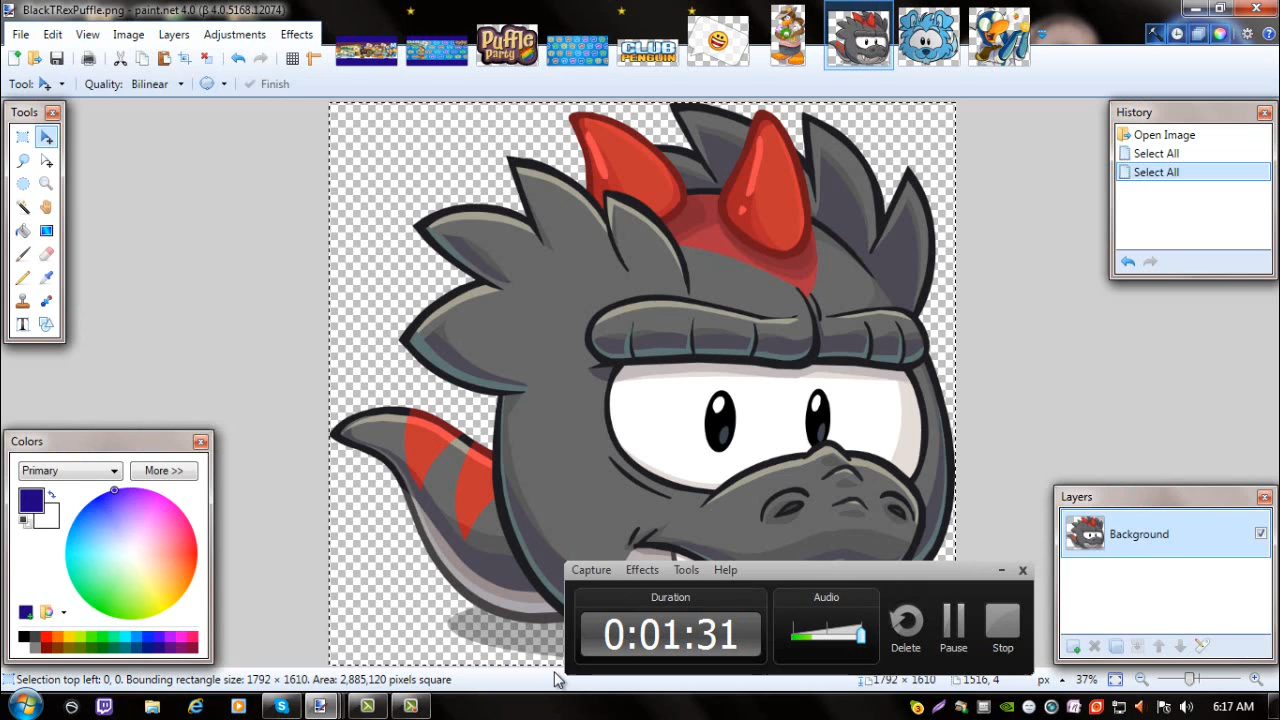 BlackTRexPuffle.png - paint.net 4.0 (β 4.0.5168.12074)
File Edit View Image Layers Adjustments Effects
Puffle Party
CLUB PENGUIN
Tool: Quality: Bilinear Finish
Tools
History
Open Image
Select All
Select All
Colors
Primary
More >>
Layers
Background
Capture Effects Tools Help
Duration
Audio
0:01:31
Delete Pause Stop
Selection top left: 0, 0. Bounding rectangle size: 1792 × 1610. Area: 2,885,120 pixels square
1792 × 1610 1516, 4 px 37%
6:17 AM